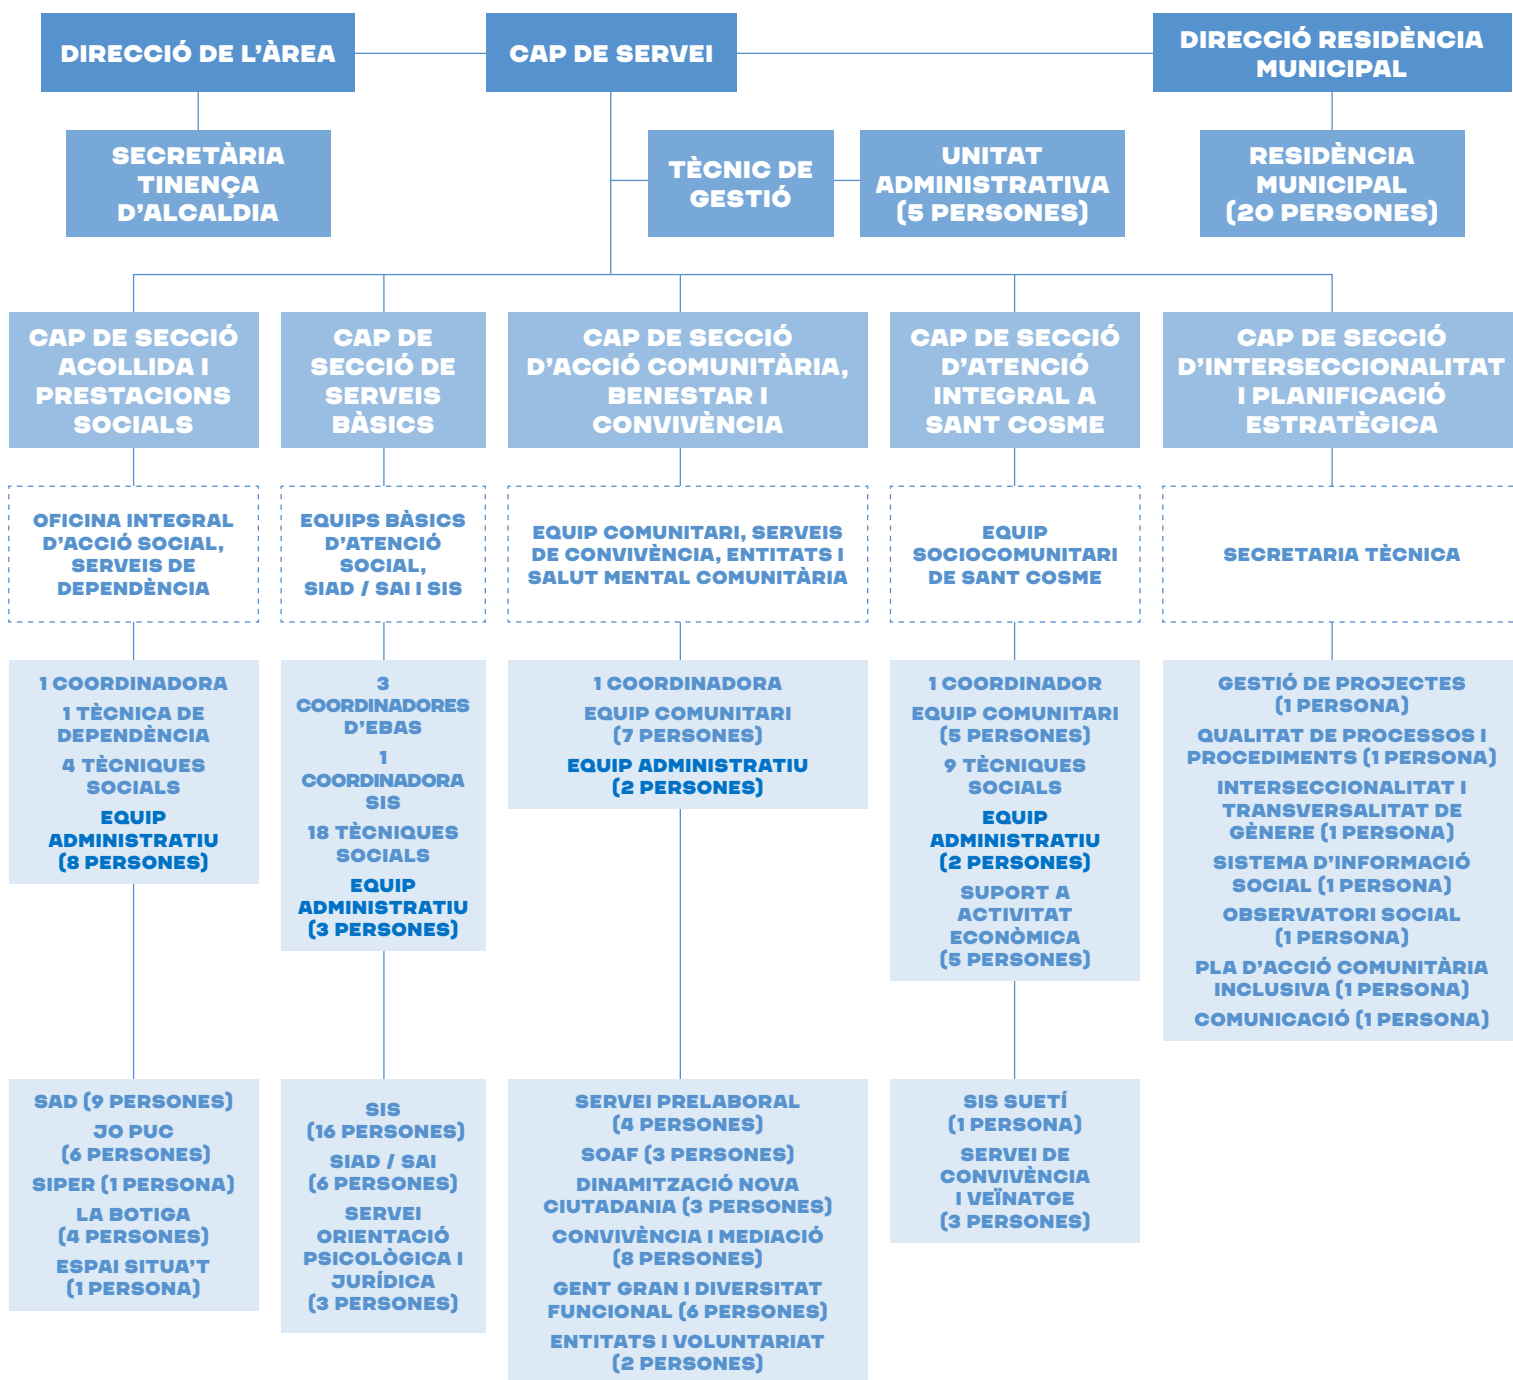 DIRECCIÓ DE L'ÀREA
CAP DE SERVEI
DIRECCIÓ RESIDÈNCIA
MUNICIPAL
SECRETÀRIA
TINENÇA
D'ALCALDIA
TÈCNIC DE
GESTIÓ
UNITAT
ADMINISTRATIVA
(5 PERSONES)
RESIDÈNCIA
MUNICIPAL
(20 PERSONES)
CAP DE SECCIÓ
ACOLLIDA I
PRESTACIONS
SOCIALS
CAP DE
SECCIÓ DE
SERVEIS
BÀSICS
CAP DE SECCIÓ
D'ACCIÓ COMUNITÀRIA,
BENESTAR I
CONVIVÈNCIA
CAP DE SECCIÓ
D'ATENCIÓ
INTEGRAL A
SANT COSME
CAP DE SECCIÓ
D'INTERSECCIONALITAT
I PLANIFICACIÓ
ESTRATÈGICA
OFICINA INTEGRAL
D'ACCIÓ SOCIAL,
SERVEIS DE
DEPENDÈNCIA
EQUIPS BÀSICS
D'ATENCIÓ
SOCIAL,
SIAD / SAI I SIS
EQUIP COMUNITARI, SERVEIS
DE CONVIVÈNCIA, ENTITATS I
SALUT MENTAL COMUNITÀRIA
EQUIP
SOCIOCOMUNITARI
DE SANT COSME
SECRETARIA TÈCNICA
1 COORDINADORA
1 TÈCNICA DE
DEPENDÈNCIA
4 TÈCNIQUES
SOCIALS
EQUIP
ADMINISTRATIU
(8 PERSONES)
3
COORDINADORES
D'EBAS
1
COORDINADORA
SIS
18 TÈCNIQUES
SOCIALS
EQUIP
ADMINISTRATIU
(3 PERSONES)
1 COORDINADORA
EQUIP COMUNITARI
(7 PERSONES)
EQUIP ADMINISTRATIU
(2 PERSONES)
1 COORDINADOR
EQUIP COMUNITARI
(5 PERSONES)
9 TÈCNIQUES
SOCIALS
EQUIP
ADMINISTRATIU
(2 PERSONES)
SUPORT A
ACTIVITAT
ECONÒMICA
(5 PERSONES)
GESTIÓ DE PROJECTES
(1 PERSONA)
QUALITAT DE PROCESSOS I
PROCEDIMENTS (1 PERSONA)
INTERSECCIONALITAT I
TRANSVERSALITAT DE
GÈNERE (1 PERSONA)
SISTEMA D'INFORMACIÓ
SOCIAL (1 PERSONA)
OBSERVATORI SOCIAL
(1 PERSONA)
PLA D'ACCIÓ COMUNITÀRIA
INCLUSIVA (1 PERSONA)
COMUNICACIÓ (1 PERSONA)
SAD (9 PERSONES)
JO PUC
(6 PERSONES)
SIPER (1 PERSONA)
LA BOTIGA
(4 PERSONES)
ESPAI SITUA'T
(1 PERSONA)
SIS
(16 PERSONES)
SIAD / SAI
(6 PERSONES)
SERVEI
ORIENTACIÓ
PSICOLÒGICA I
JURÍDICA
(3 PERSONES)
SERVEI PRELABORAL
(4 PERSONES)
SOAF (3 PERSONES)
DINAMITZACIÓ NOVA
CIUTADANIA (3 PERSONES)
CONVIVÈNCIA I MEDIACIÓ
(8 PERSONES)
GENT GRAN I DIVERSITAT
FUNCIONAL (6 PERSONES)
ENTITATS I VOLUNTARIAT
(2 PERSONES)
SIS SUETÍ
(1 PERSONA)
SERVEI DE
CONVIVÈNCIA
I VEÏNATGE
(3 PERSONES)